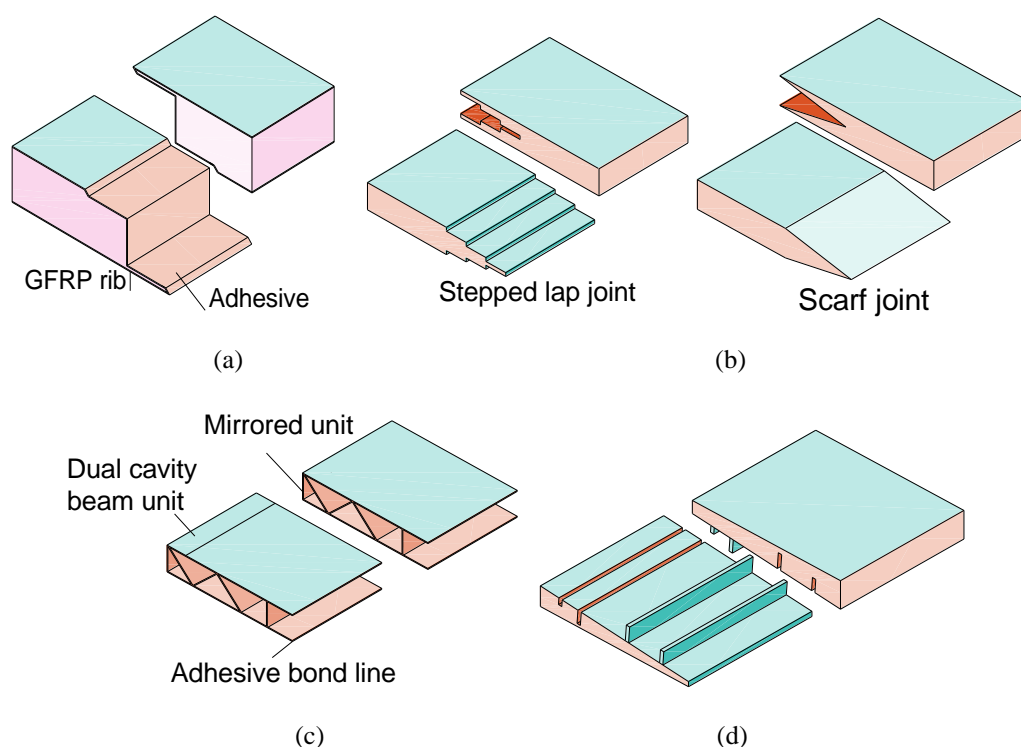 GFRP rib
Adhesive
Stepped lap joint
Scarf joint
(a)
(b)
Mirrored unit
Dual cavity
beam unit
Adhesive bond line
(c)
(d)